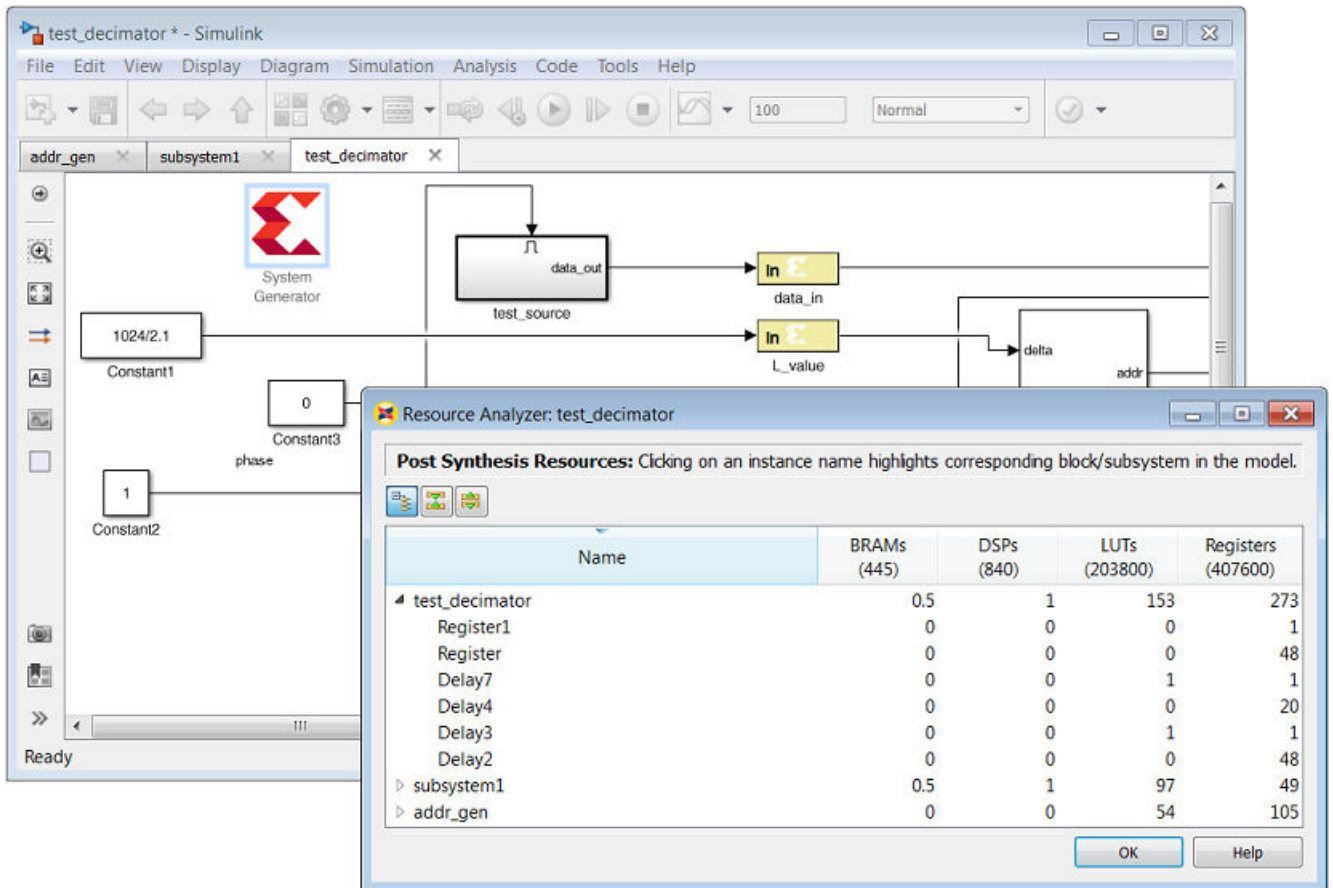 test_decimator * - Simulink
File Edit View Display Diagram Simulation Analysis Code Tools Help
100 Normal
addr_gen subsystem1 test_decimator
System
Generator
data_out
test_source
In
data_in
1024/2.1
Constant1
In
L_value
delta
addr
0
Constant3
phase
1
Constant2
Ready
Resource Analyzer: test_decimator
Post Synthesis Resources: Clicking on an instance name highlights corresponding block/subsystem in the model.
Name BRAMs (445) DSPs (840) LUTs (203800) Registers (407600)
test_decimator 0.5 1 153 273
Register1 0 0 0 1
Register 0 0 0 48
Delay7 0 0 1 1
Delay4 0 0 0 20
Delay3 0 0 1 1
Delay2 0 0 0 48
subsystem1 0.5 1 97 49
addr_gen 0 0 54 105
OK Help